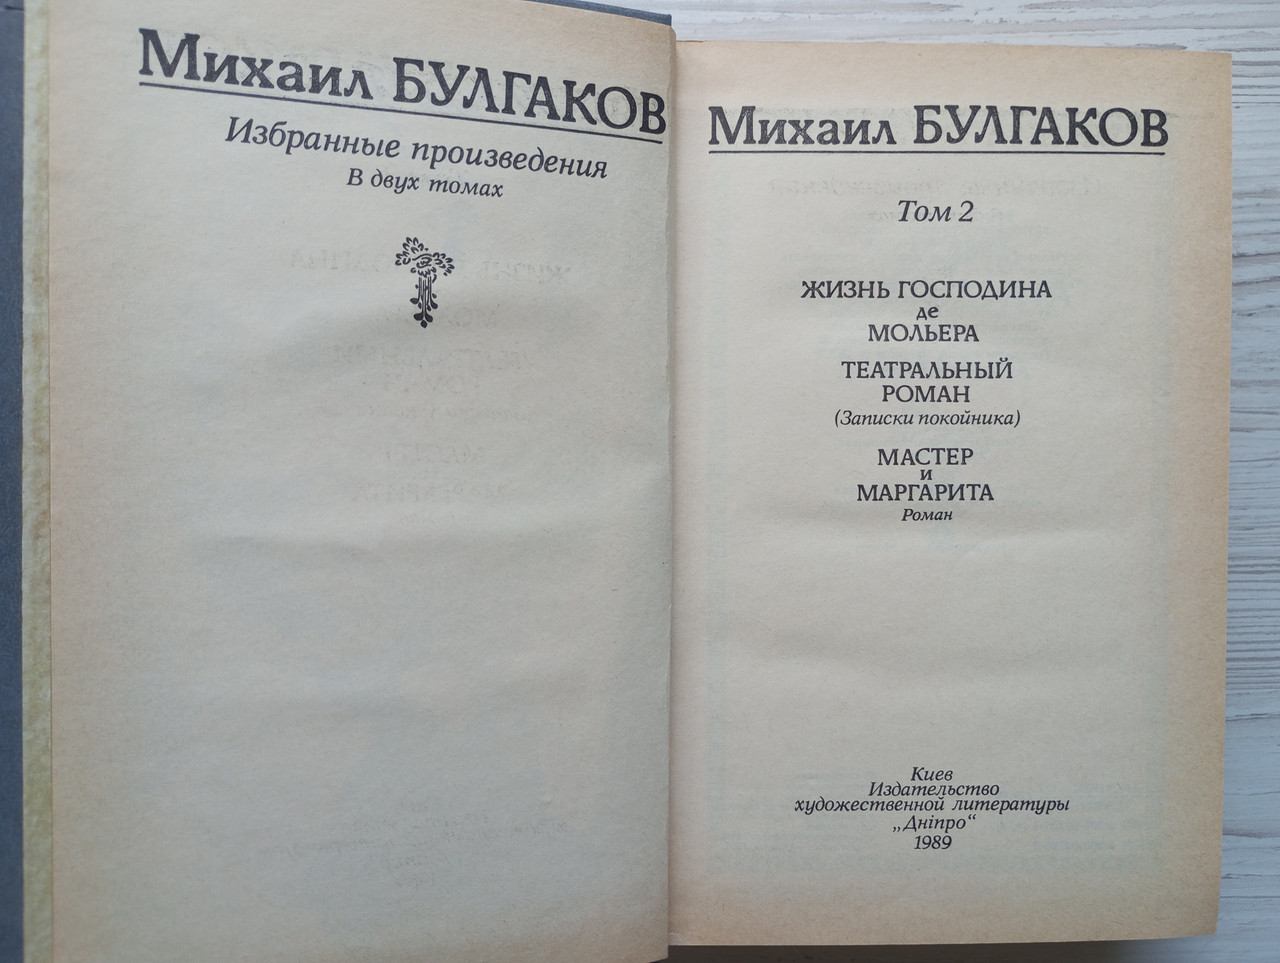 Михаил БУЛГАКОВ
Избранные произведения
В двух томах
Михаил БУЛГАКОВ
Том 2
ЖИЗНЬ ГОСПОДИНА
де
МОЛЬЕРА
ТЕАТРАЛЬНЫЙ
РОМАН
(Записки покойника)
МАСТЕР
и
МАРГАРИТА
Роман
Киев
Издательство
художественной литературы
„Дніпро“
1989